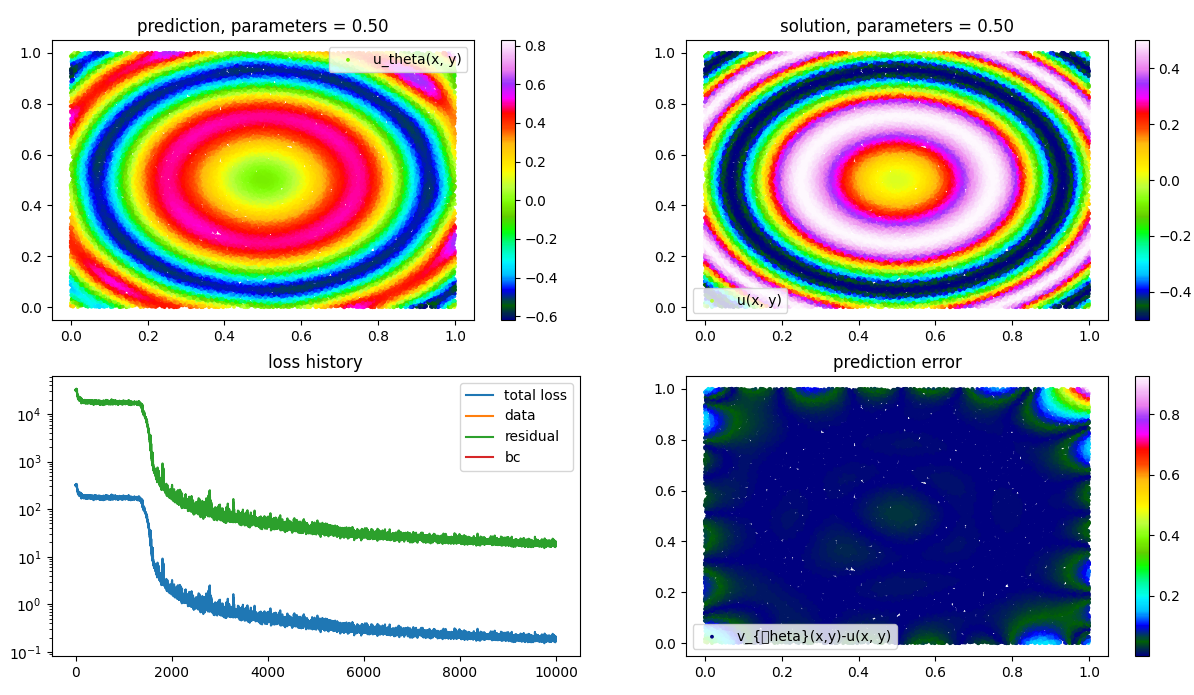 prediction, parameters = 0.50
u_theta(x, y)
1.0
0.8
0.6
0.4
0.2
0.0
0.0 0.2 0.4 0.6 0.8 1.0
0.8
0.6
0.4
0.2
0.0
−0.2
−0.4
−0.6
solution, parameters = 0.50
u(x, y)
1.0
0.8
0.6
0.4
0.2
0.0
0.0 0.2 0.4 0.6 0.8 1.0
0.4
0.2
0.0
−0.2
−0.4
loss history
total loss
data
residual
bc
10⁴
10³
10²
10¹
10⁰
10⁻¹
0 2000 4000 6000 8000 10000
prediction error
v_{▯heta}(x,y)-u(x, y)
1.0
0.8
0.6
0.4
0.2
0.0
0.0 0.2 0.4 0.6 0.8 1.0
0.8
0.6
0.4
0.2